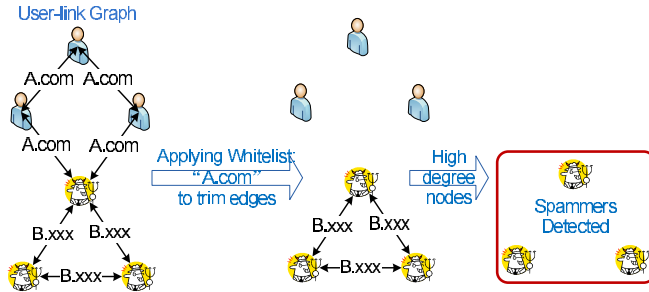 User-link Graph
A.com A.com
A.com A.com
Applying Whitelist:
"A.com"
to trim edges
High
degree
nodes
B.xxx B.xxx
B.xxx
B.xxx B.xxx
B.xxx
Spammers
Detected